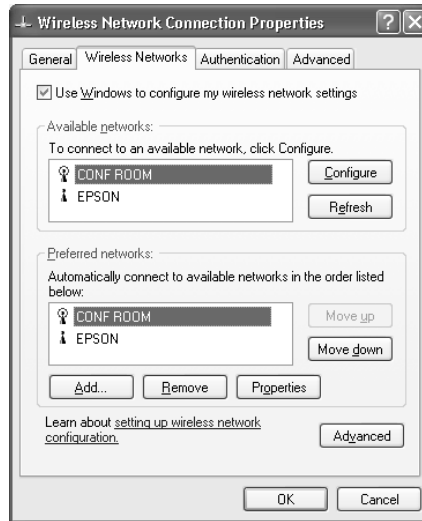 Wireless Network Connection Properties
General Wireless Networks Authentication Advanced
Use Windows to configure my wireless network settings
Available networks:
To connect to an available network, click Configure.
CONF ROOM
EPSON
Configure
Refresh
Preferred networks:
Automatically connect to available networks in the order listed
below:
CONF ROOM
EPSON
Move up
Move down
Add... Remove Properties
Learn about setting up wireless network
configuration.
Advanced
OK Cancel